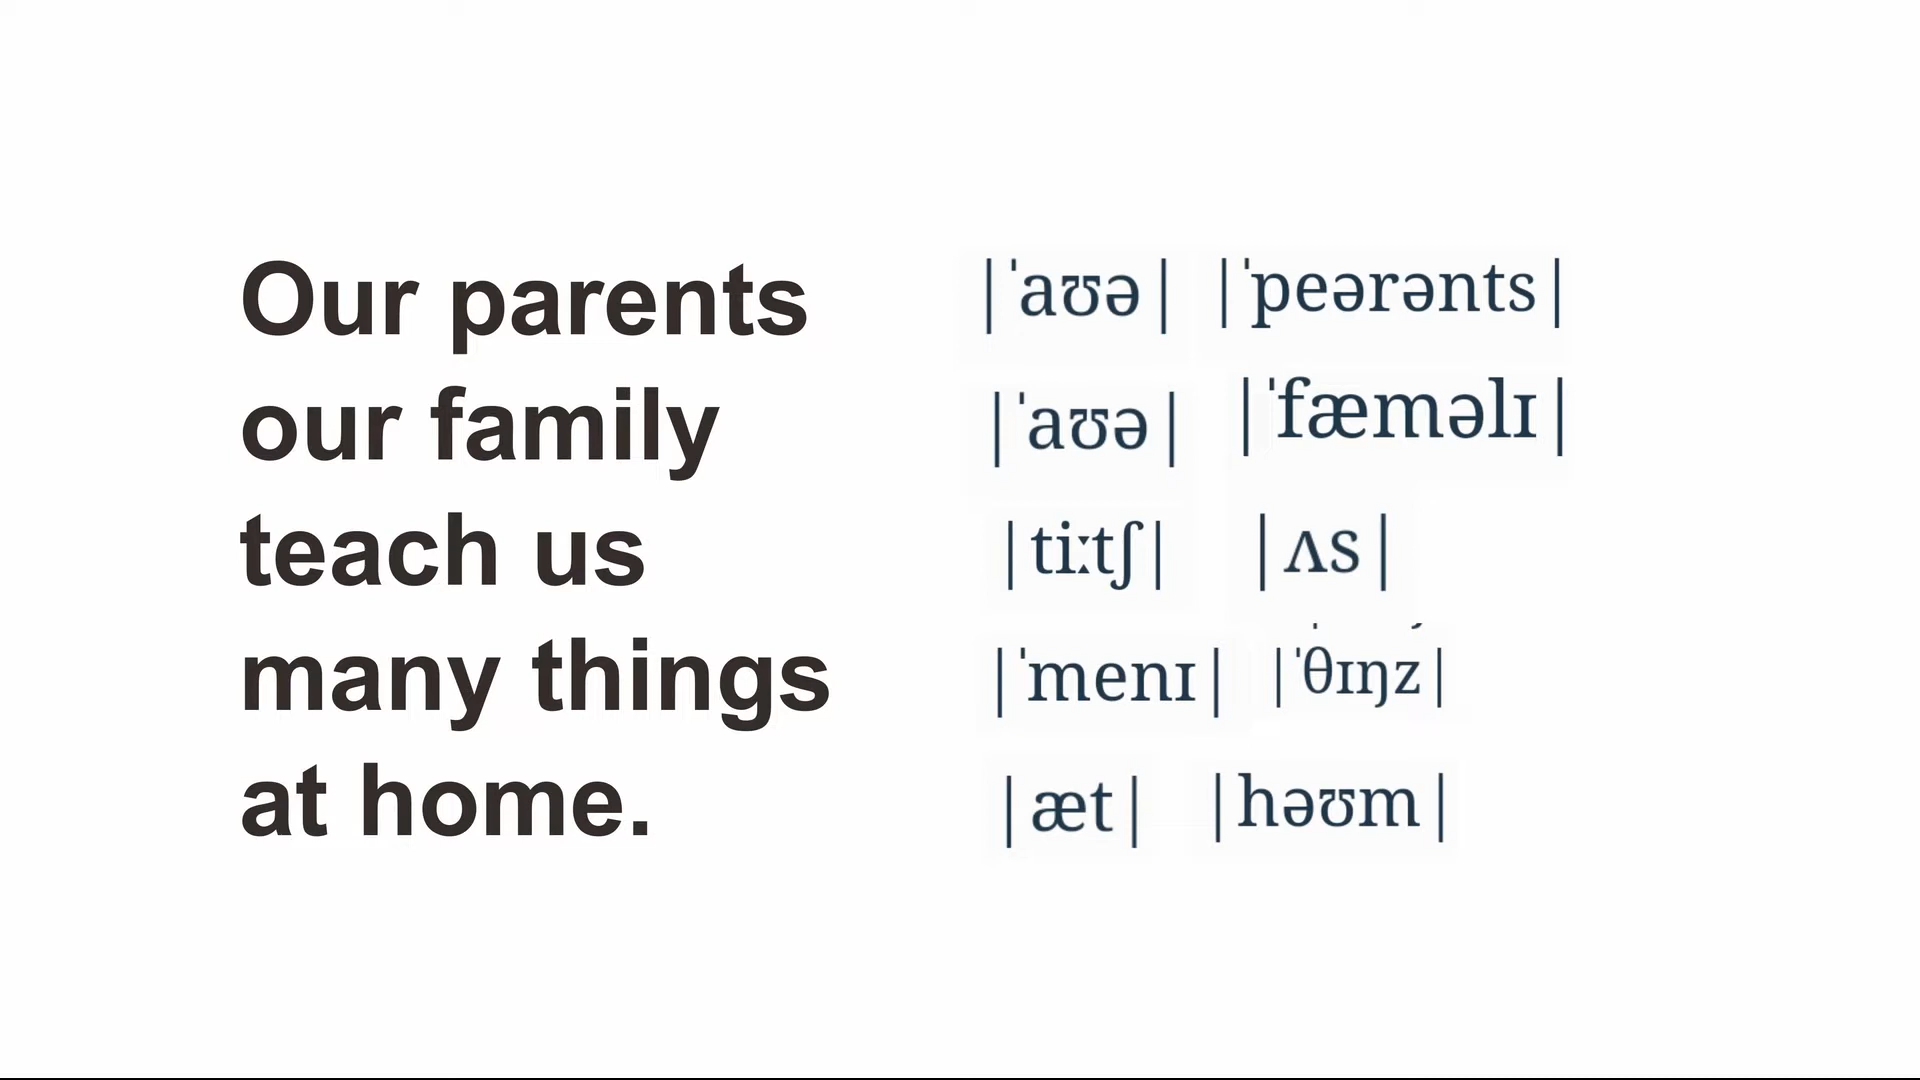 Our parents |ˈaʊə| |ˈpeərənts|
our family |ˈaʊə| |ˈfæməlɪ|
teach us |tiːtʃ| |ʌs|
many things |ˈmenɪ| |ˈθɪŋz|
at home. |æt| |həʊm|